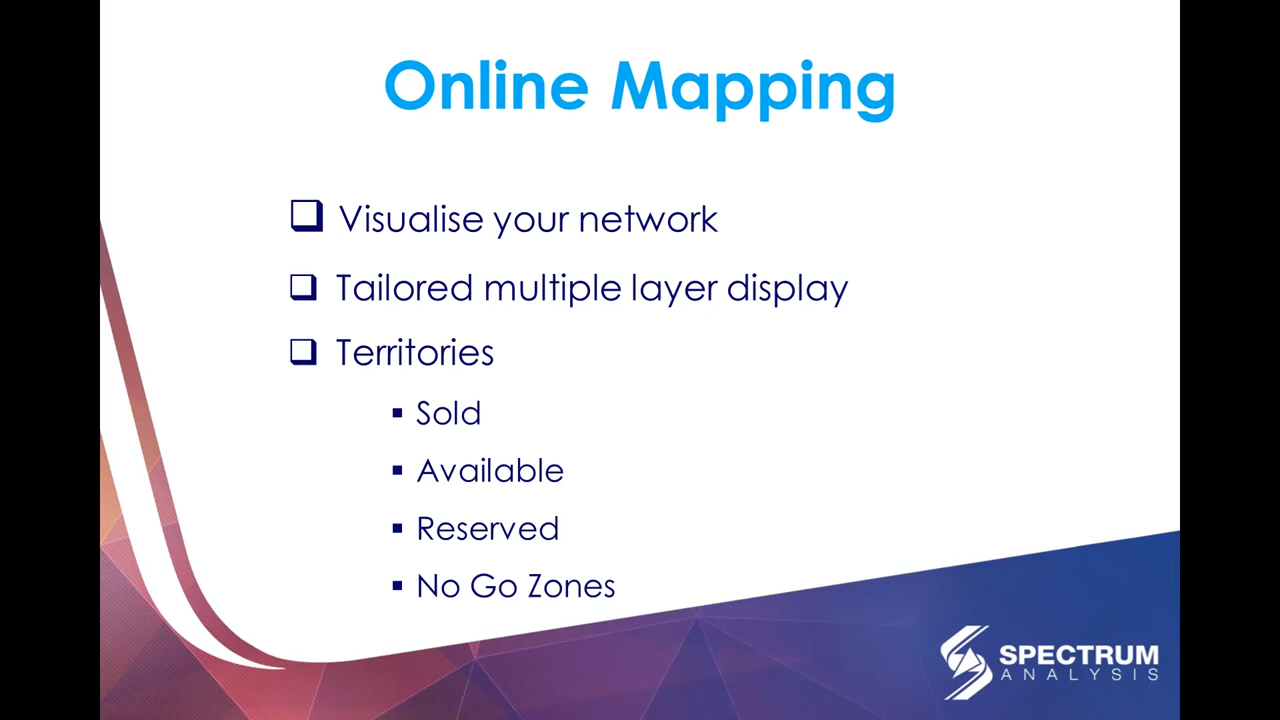 Online Mapping
❑ Visualise your network
❑ Tailored multiple layer display
❑ Territories
▪ Sold
▪ Available
▪ Reserved
▪ No Go Zones
SPECTRUM
ANALYSIS